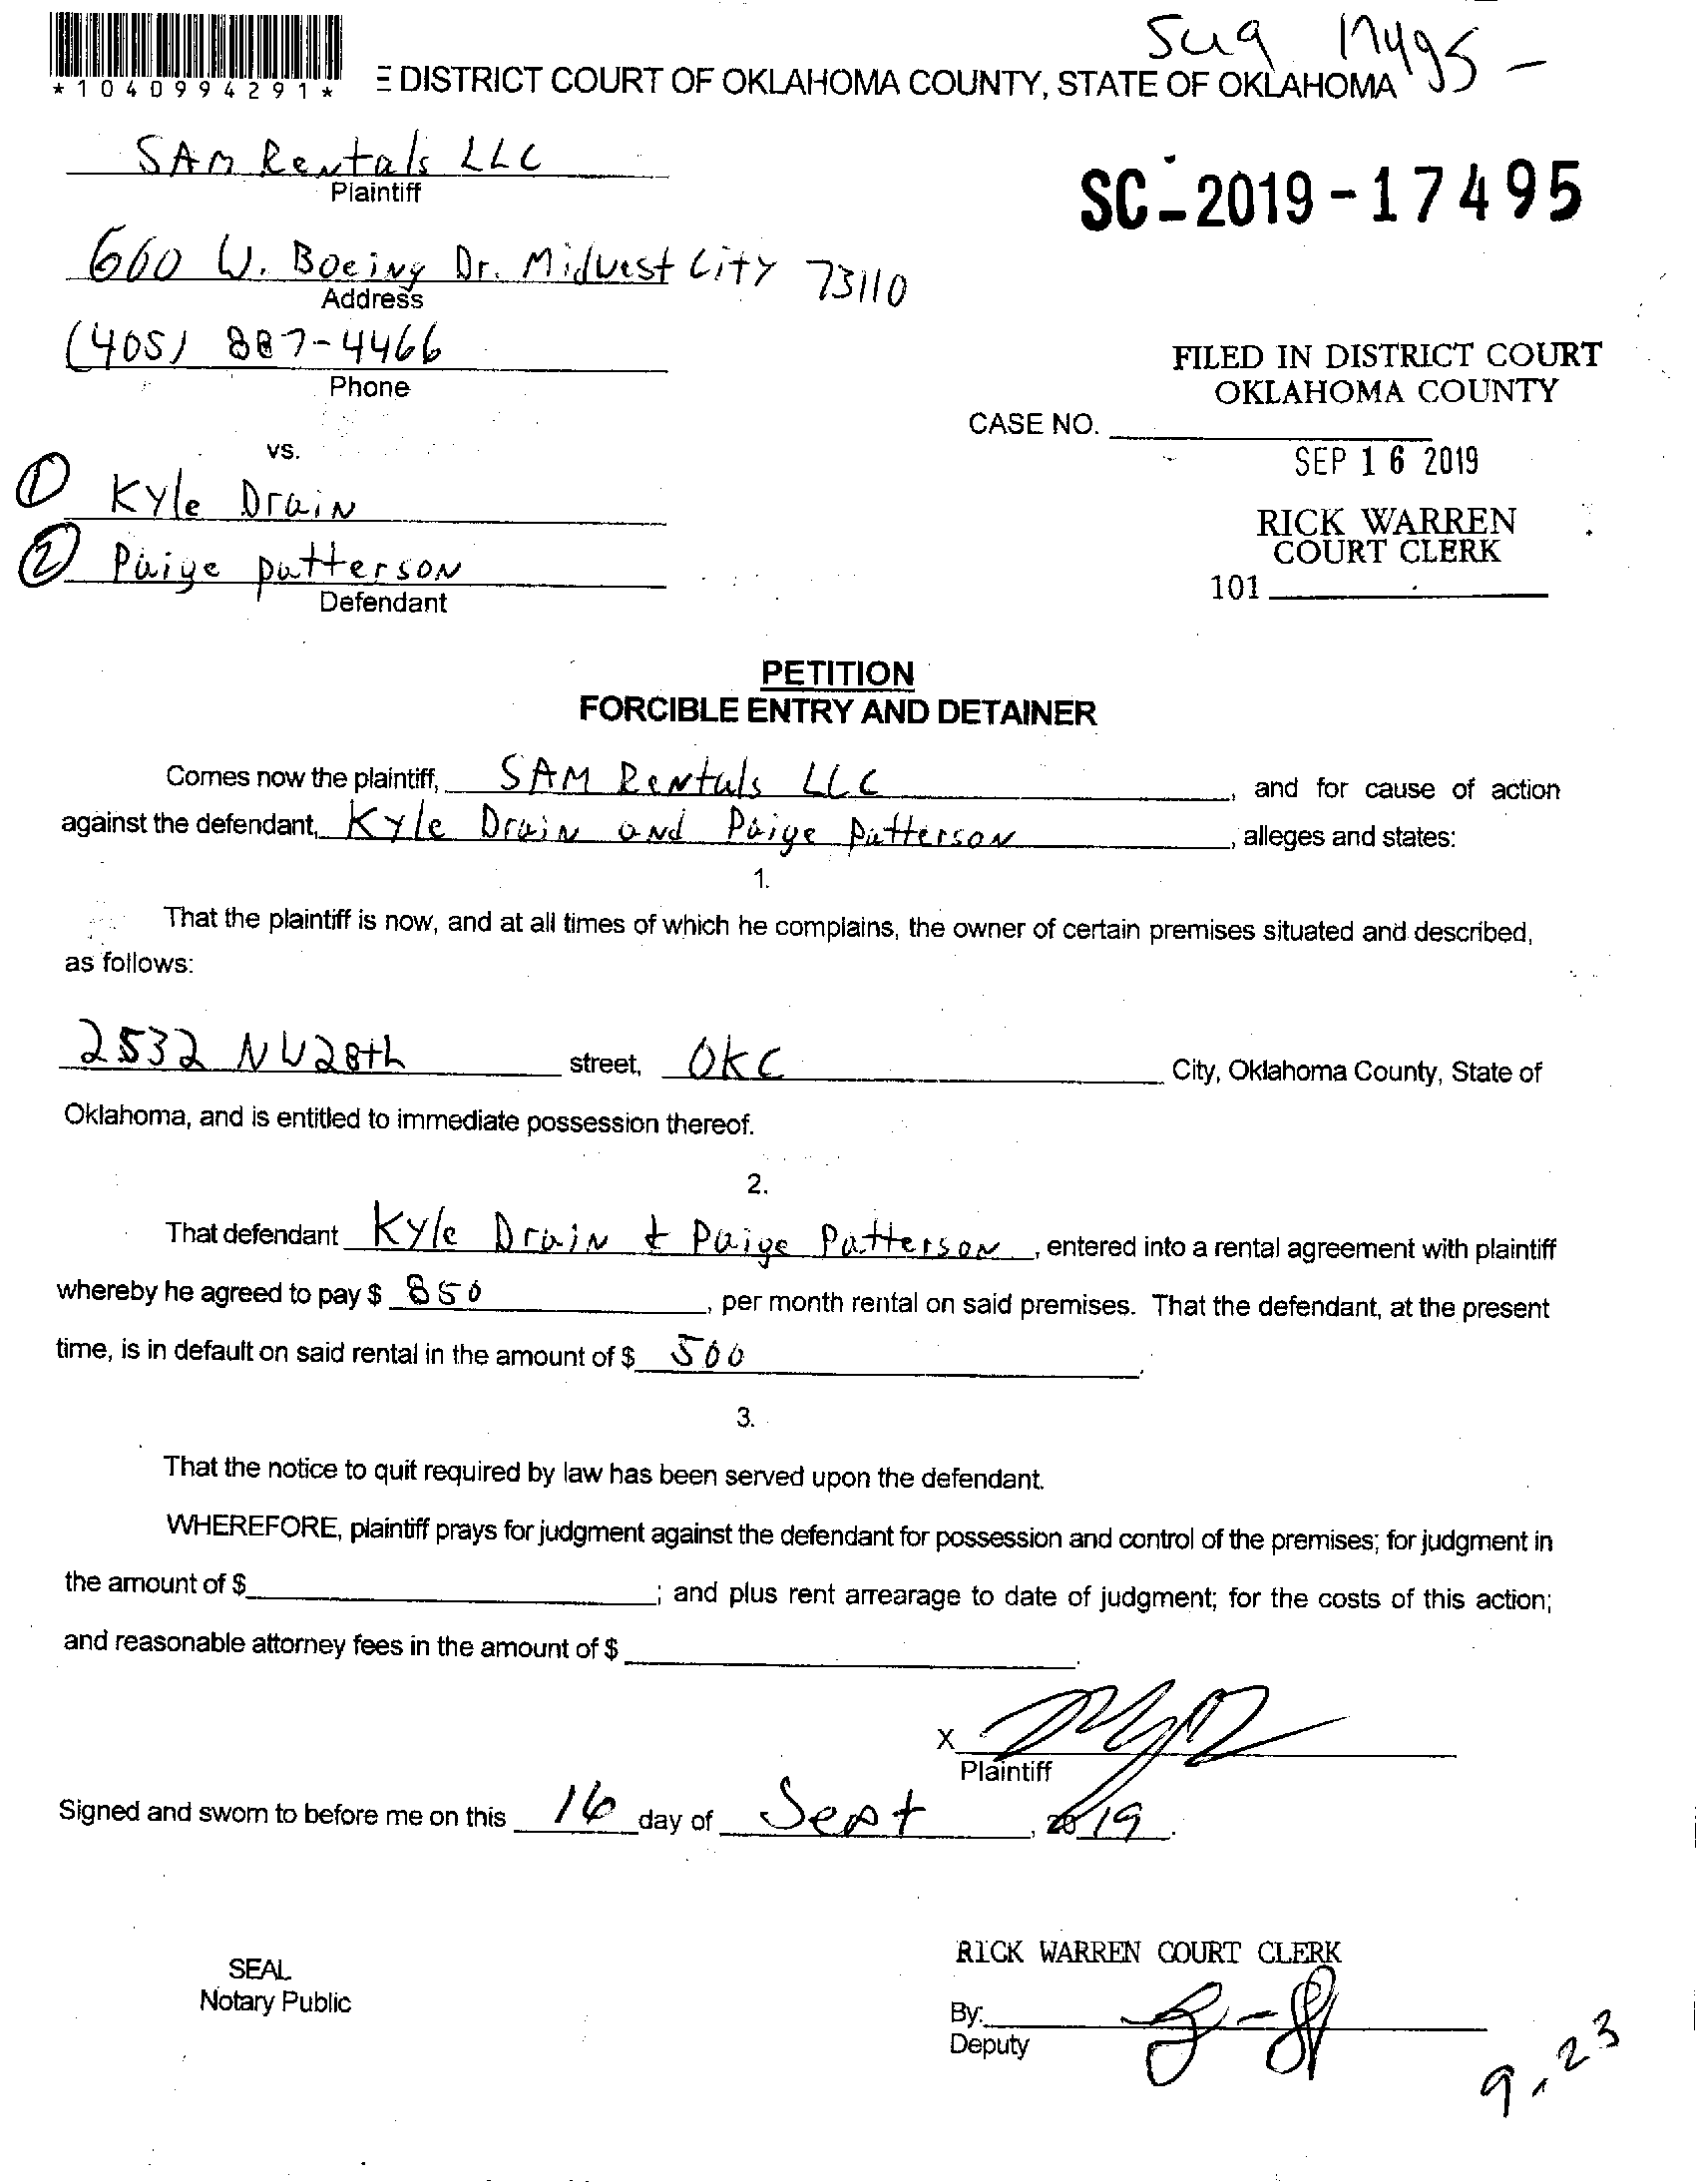 SC-2019-17495
*1040994291*
E DISTRICT COURT OF OKLAHOMA COUNTY, STATE OF OKLAHOMA
SAM Rentals LLC
Plaintiff
660 W. Boeing Dr. Midwest City 73110
Address
(405) 887-4466
Phone
FILED IN DISTRICT COURT
OKLAHOMA COUNTY
CASE NO.
SEP 16 2019
vs.
① Kyle Drain
RICK WARREN
COURT CLERK
② Paige Patterson
101
Defendant
PETITION
FORCIBLE ENTRY AND DETAINER
Comes now the plaintiff, SAM Rentals LLC, and for cause of action
against the defendant, Kyle Drain and Paige Patterson, alleges and states:
1.
That the plaintiff is now, and at all times of which he complains, the owner of certain premises situated and described,
as follows:
2532 NW 28th street, OKC City, Oklahoma County, State of
Oklahoma, and is entitled to immediate possession thereof.
2.
That defendant Kyle Drain & Paige Patterson, entered into a rental agreement with plaintiff
whereby he agreed to pay $ 850, per month rental on said premises. That the defendant, at the present
time, is in default on said rental in the amount of $ 500.
3.
That the notice to quit required by law has been served upon the defendant.
WHEREFORE, plaintiff prays for judgment against the defendant for possession and control of the premises; for judgment in
the amount of $ ; and plus rent arrearage to date of judgment; for the costs of this action;
and reasonable attorney fees in the amount of $ .
X
Plaintiff
Signed and sworn to before me on this 16 day of Sept, 2019.
RICK WARREN COURT CLERK
SEAL
Notary Public
By:
Deputy
9.23